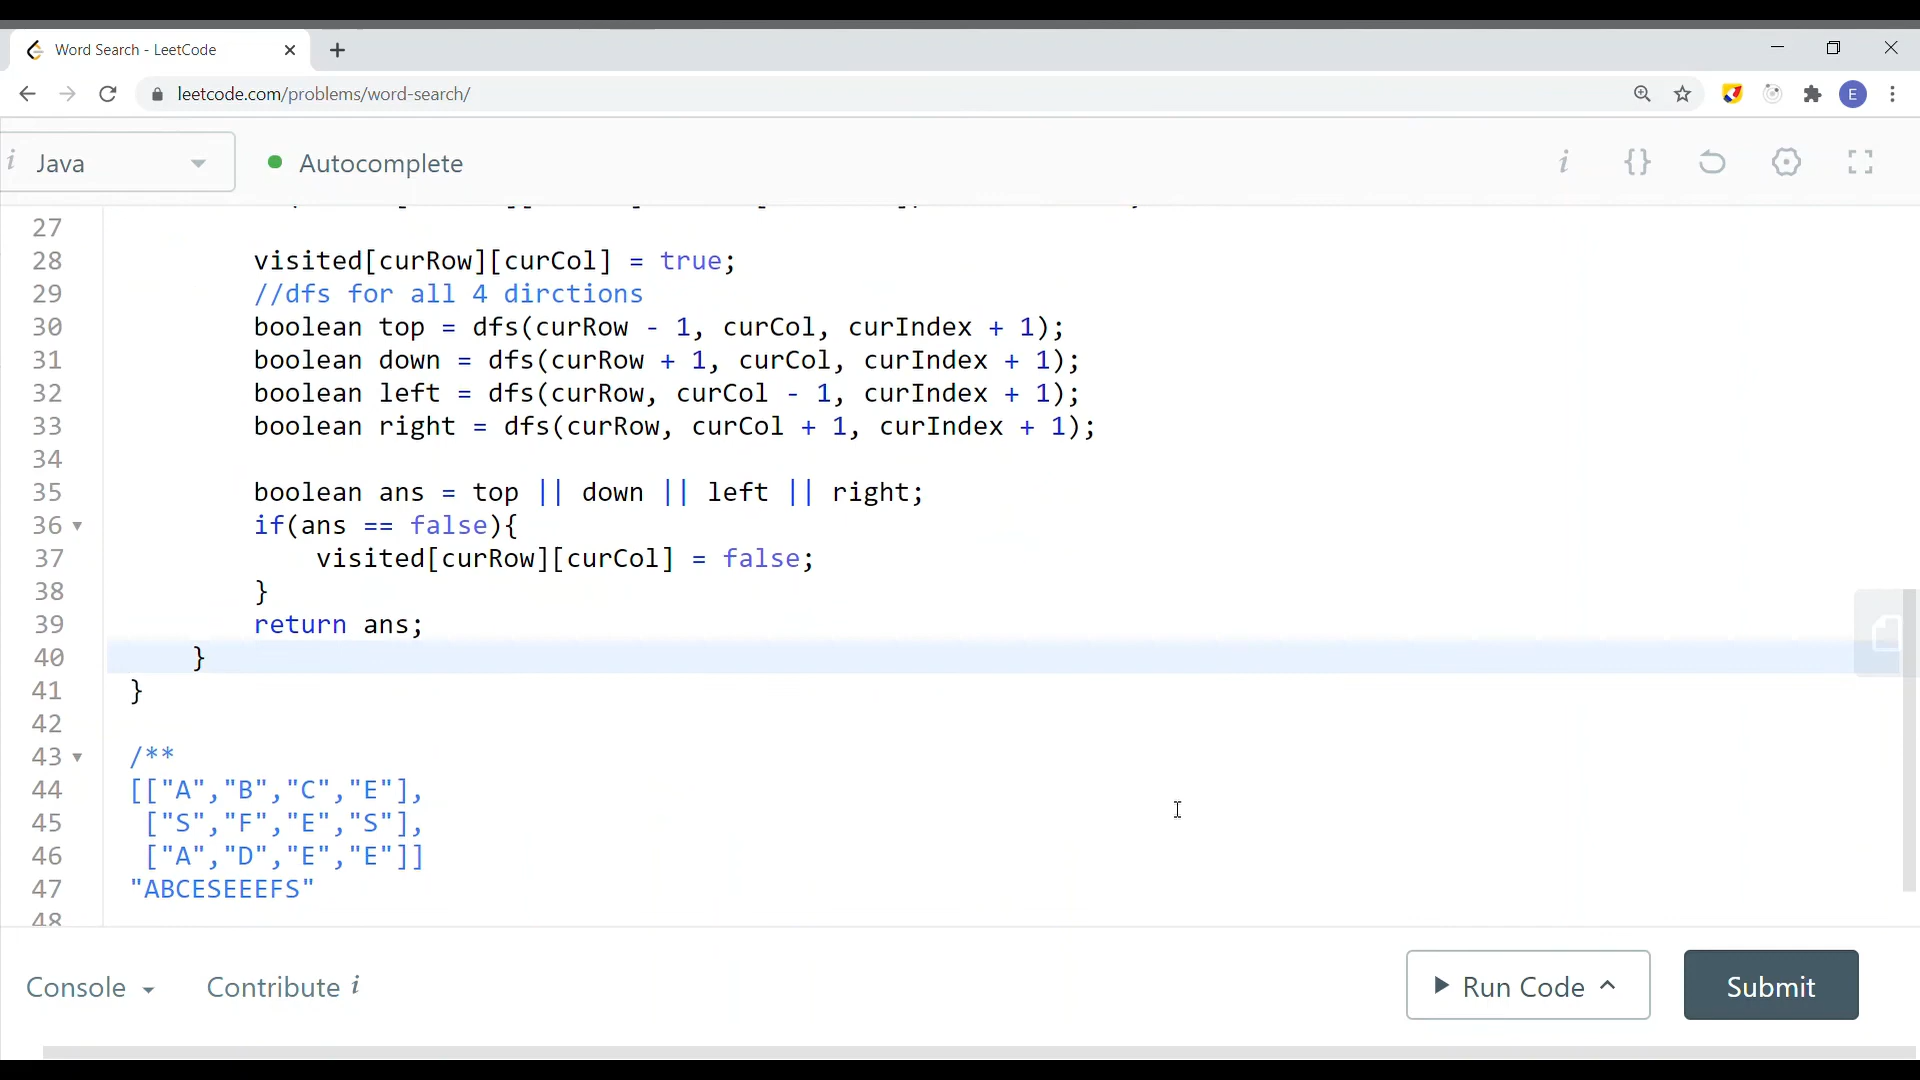 Word Search - LeetCode
leetcode.com/problems/word-search/
E
i Java
Autocomplete
i {}
27
28 visited[curRow][curCol] = true;
29 //dfs for all 4 dirctions
30 boolean top = dfs(curRow - 1, curCol, curIndex + 1);
31 boolean down = dfs(curRow + 1, curCol, curIndex + 1);
32 boolean left = dfs(curRow, curCol - 1, curIndex + 1);
33 boolean right = dfs(curRow, curCol + 1, curIndex + 1);
34
35 boolean ans = top || down || left || right;
36 if(ans == false){
37 visited[curRow][curCol] = false;
38 }
39 return ans;
40 }
41 }
42
43 /**
44 [["A","B","C","E"],
45 ["S","F","E","S"],
46 ["A","D","E","E"]]
47 "ABCESEEEFS"
48
Console
Contribute i
Run Code
Submit